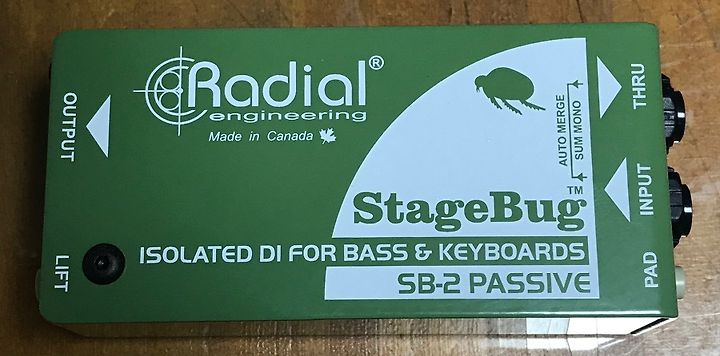 Radial®
engineering
Made in Canada
OUTPUT
LIFT
THRU
INPUT
PAD
AUTO MERGE
SUM MONO
StageBug™
ISOLATED DI FOR BASS & KEYBOARDS
SB-2 PASSIVE